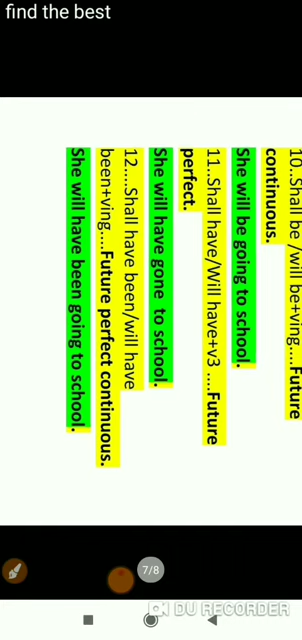 find the best
10..Shall be /will be+ving....Future
continuous.
She will be going to school.
11...Shall have/Will have+v3 ....Future
perfect.
She will have gone  to school.
12....Shall have been/will have
been+ving....Future perfect continuous.
She will have been going to school.
7/8
DU RECORDER